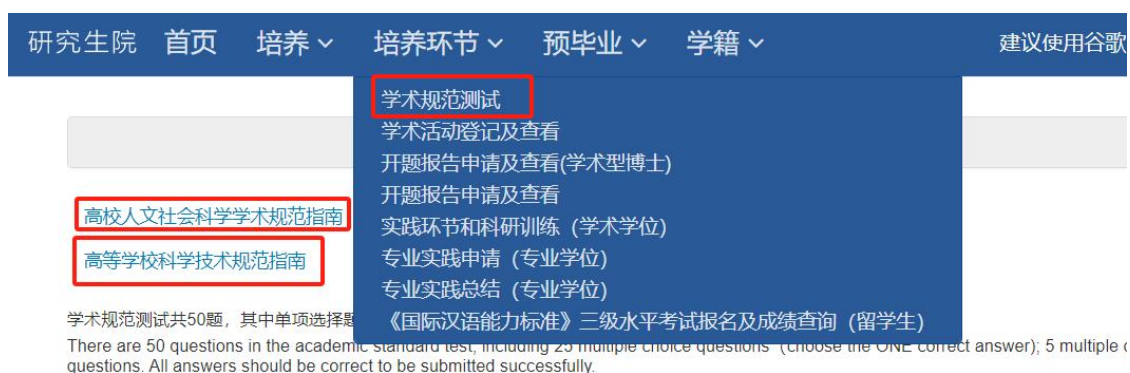 研究生院 首页 培养 培养环节 预毕业 学籍 建议使用谷歌
学术规范测试
学术活动登记及查看
开题报告申请及查看(学术型博士)
开题报告申请及查看
实践环节和科研训练（学术学位）
专业实践申请（专业学位）
专业实践总结（专业学位）
《国际汉语能力标准》三级水平考试报名及成绩查询（留学生）
高校人文社会科学学术规范指南
高等学校科学技术规范指南
学术规范测试共50题，其中单项选择题
There are 50 questions in the academic standard test, including 25 multiple choice questions (choose the ONE correct answer); 5 multiple
questions. All answers should be correct to be submitted successfully.